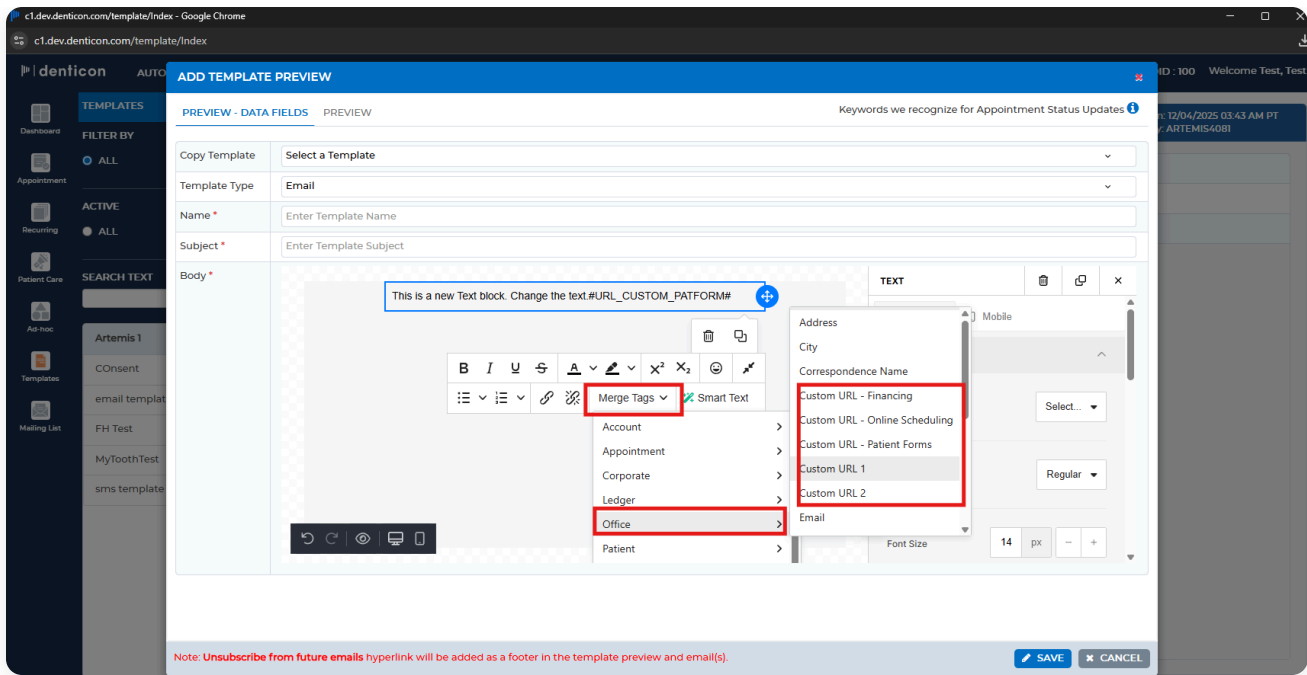 c1.dev.denticon.com/template/Index - Google Chrome
c1.dev.denticon.com/template/Index
denticon
AUTO
ID : 100 Welcome Test, Test
n: 12/04/2025 03:43 AM PT
y: ARTEMIS4081
Dashboard
Appointment
Recurring
Patient Care
Ad-hoc
Templates
Mailing List
TEMPLATES
FILTER BY
ALL
ACTIVE
ALL
SEARCH TEXT
Artemis 1
COnsent
email templat
FH Test
MyToothTest
sms template
ADD TEMPLATE PREVIEW
PREVIEW - DATA FIELDS PREVIEW
Keywords we recognize for Appointment Status Updates
Copy Template Select a Template
Template Type Email
Name * Enter Template Name
Subject * Enter Template Subject
Body *
This is a new Text block. Change the text.#URL_CUSTOM_PATFORM#
B I U S A X² X₂
Merge Tags Smart Text
Account
Appointment
Corporate
Ledger
Office
Patient
Address
City
Correspondence Name
Custom URL - Financing
Custom URL - Online Scheduling
Custom URL - Patient Forms
Custom URL 1
Custom URL 2
Email
TEXT
Mobile
Select...
Regular
Font Size 14 px − +
Note: Unsubscribe from future emails hyperlink will be added as a footer in the template preview and email(s).
SAVE CANCEL